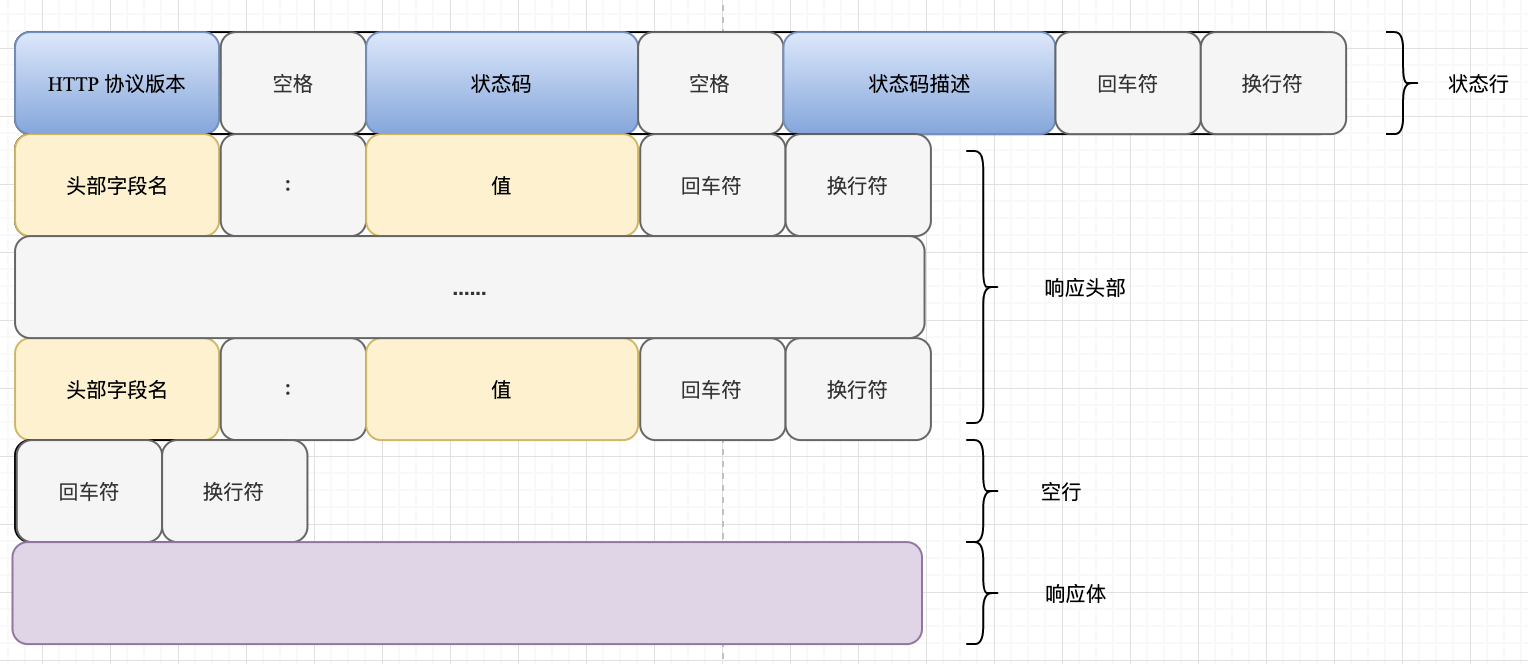 HTTP 协议版本 空格 状态码 空格 状态码描述 回车符 换行符 状态行
头部字段名 : 值 回车符 换行符
...... 响应头部
头部字段名 : 值 回车符 换行符
回车符 换行符 空行
响应体